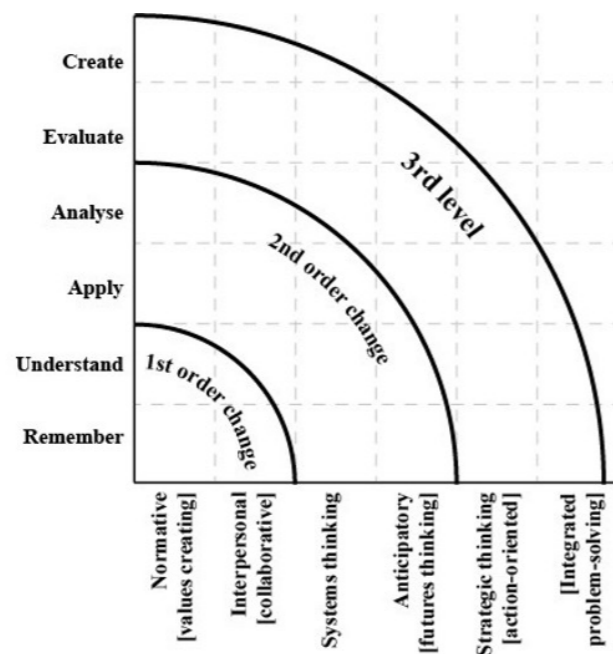 Create
Evaluate
Analyse
Apply
Understand
Remember
3rd level
2nd order change
1st order change
Normative
[values creating]
Interpersonal
[collaborative]
Systems thinking
Anticipatory
[futures thinking]
Strategic thinking
[action-oriented]
[Integrated
problem-solving]